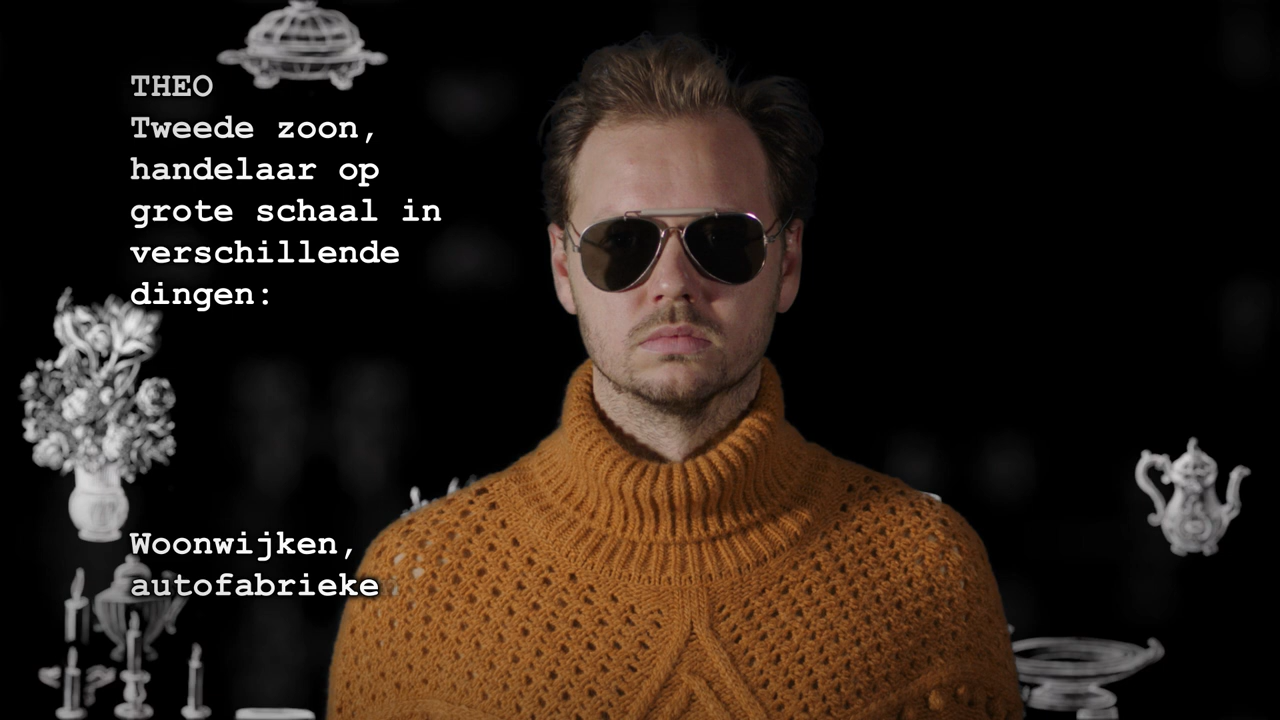 THEO
Tweede zoon,
handelaar op
grote schaal in
verschillende
dingen:
Woonwijken,
autofabrieke